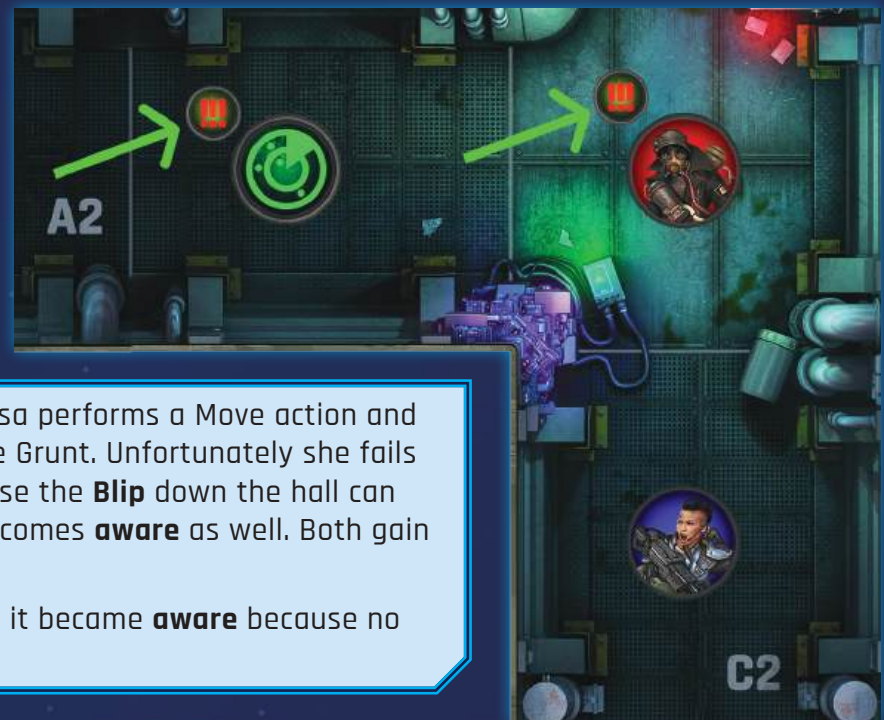 !!!
!!!
A2
sa performs a Move action and
e Grunt. Unfortunately she fails
se the Blip down the hall can
comes aware as well. Both gain
it became aware because no
C2